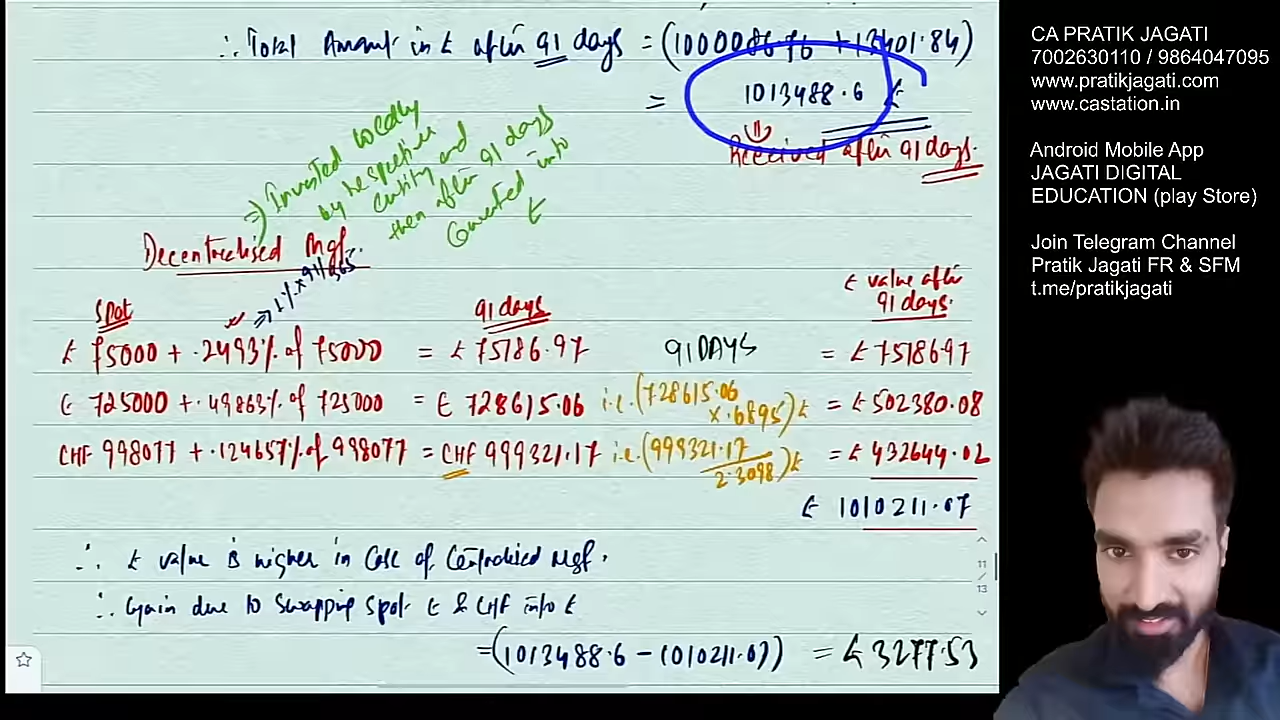 ∴ Total Amount in £ after 91 days = (1000086.76 + 13401.84)
= 1013488.6 £
Received after 91 days.
⇒ Invested locally
by respective
entity and
then after 91 days
Converted into
£
Decentralised Mgt.
⇒ 1% × 91/365
Spot
91 days
£ value after
91 days.
£ 75000 + .2493% of 75000 = £ 75186.97 91 DAYS = £ 75186.97
€ 725000 + .49863% of 725000 = € 728615.06 i.e. (728615.06 × .6895) £ = £ 502380.08
CHF 998077 + .124657% of 998077 = CHF 999321.17 i.e. (999321.17 / 2.3098) £ = £ 432644.02
£ 1010211.07
∴ £ value is higher in Case of Centralised Mgt.
∴ Gain due to Swapping Spot € & CHF into £
= (1013488.6 - 1010211.07) = £ 3277.53
11
/
13
CA PRATIK JAGATI
7002630110 / 9864047095
www.pratikjagati.com
www.castation.in
Android Mobile App
JAGATI DIGITAL
EDUCATION (play Store)
Join Telegram Channel
Pratik Jagati FR & SFM
t.me/pratikjagati